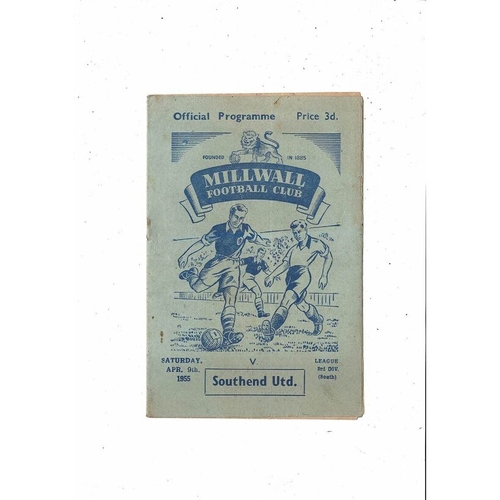 Official Programme Price 3d.
FOUNDED IN 1885
MILLWALL
FOOTBALL CLUB
SATURDAY,
APR. 9th,
1955
V
LEAGUE
3rd DIV.
(South)
Southend Utd.